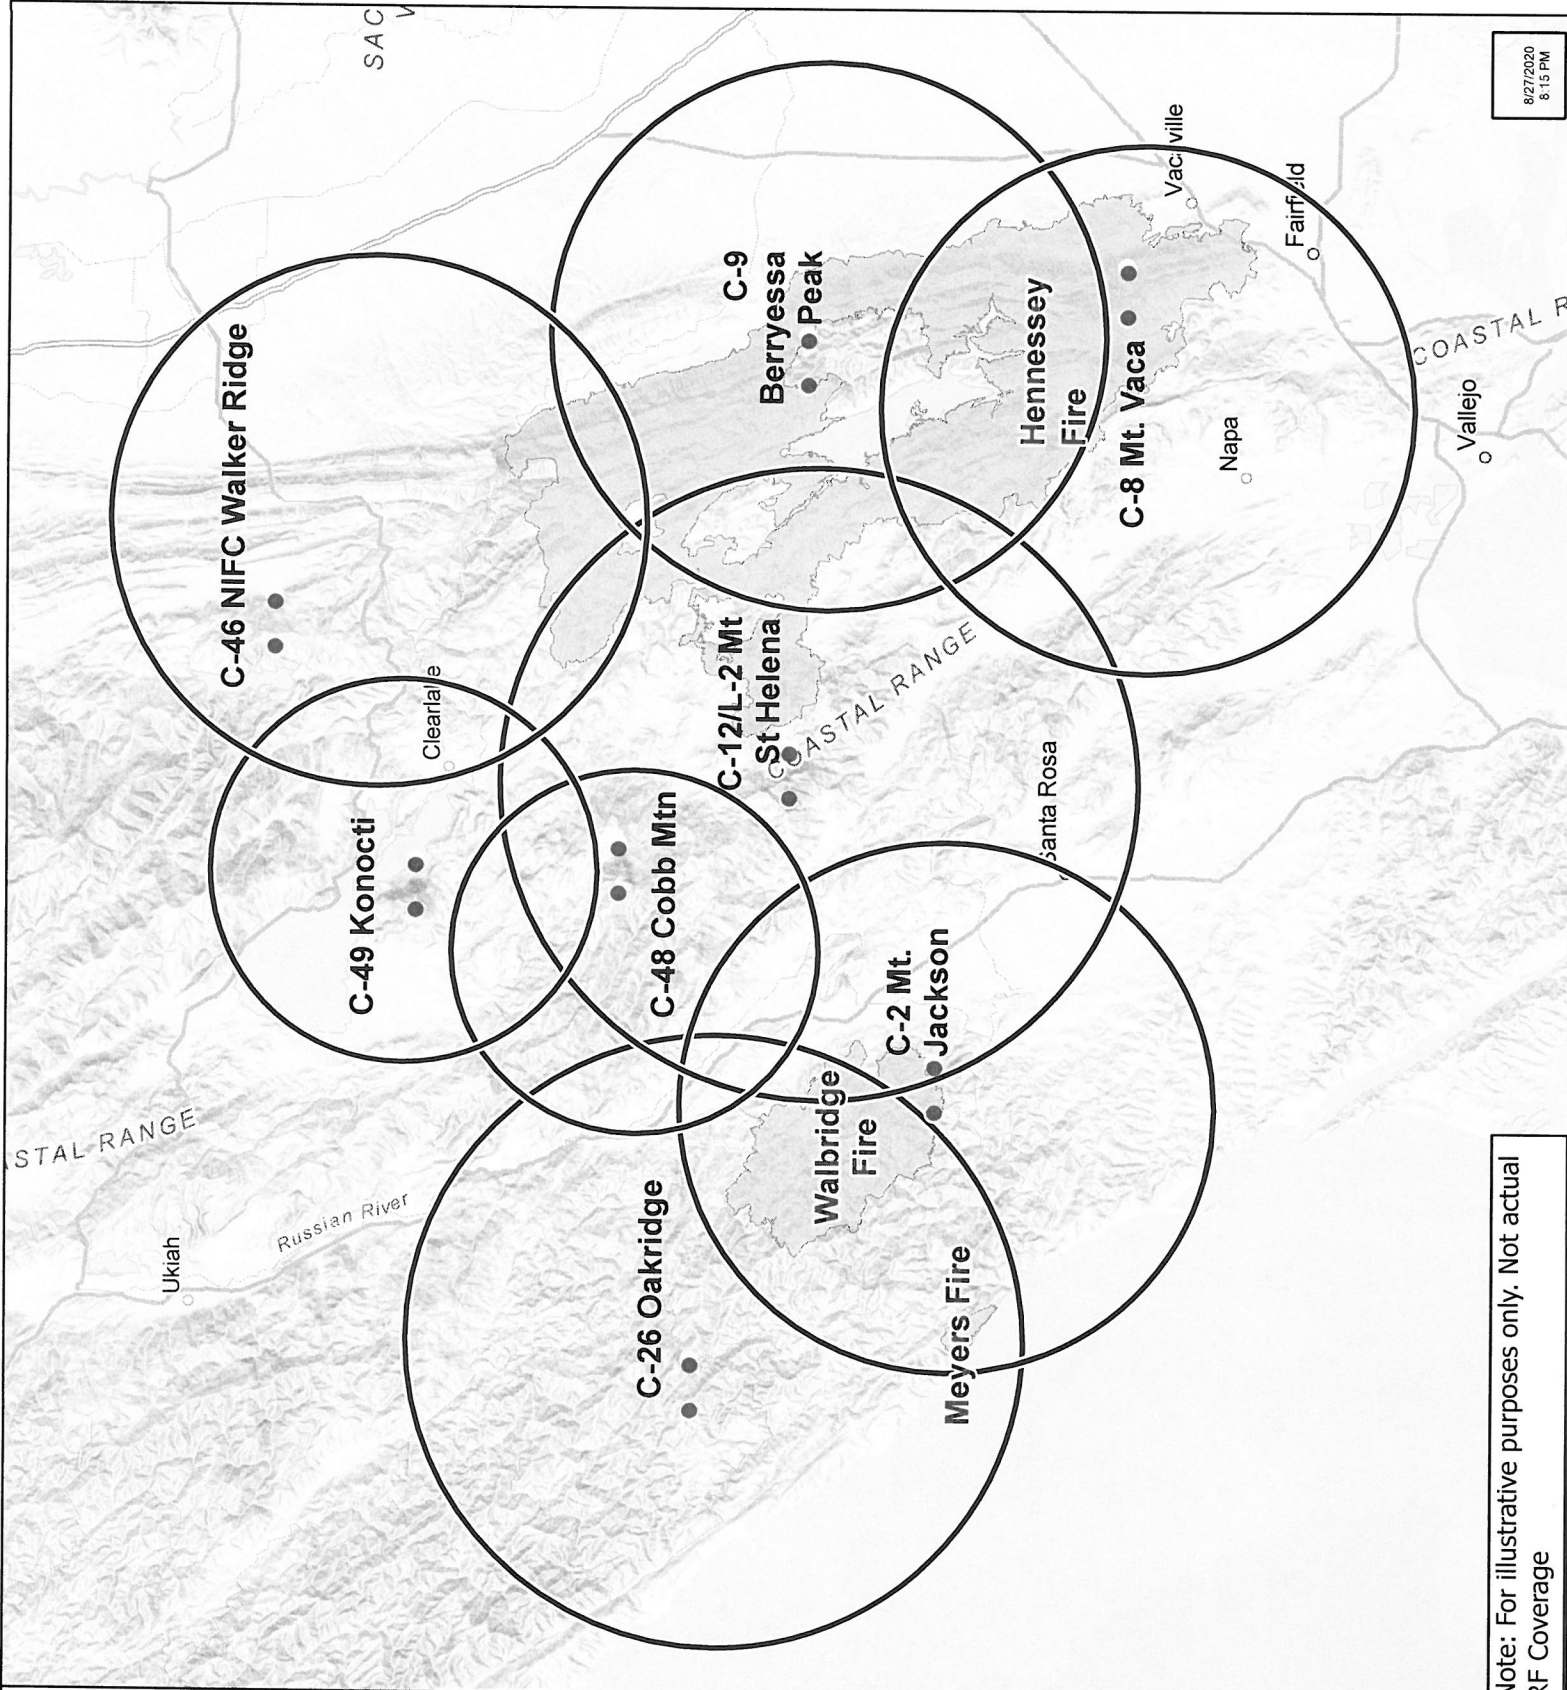 STAL RANGE
SAC
V
Ukiah
Russian River
C-46 NIFC Walker Ridge
C-49 Konocti
Clearlake
C-26 Oakridge
C-48 Cobb Mtn
C-12/L-2 Mt
St Helena
C-9
Berryessa
Peak
COASTAL RANGE
Walbridge
Fire
C-2 Mt.
Jackson
Meyers Fire
Hennessey
Fire
Santa Rosa
C-8 Mt. Vaca
Vacaville
Napa
Fairfield
COASTAL R
Vallejo
Note: For illustrative purposes only. Not actual
RF Coverage
8/27/2020
8:15 PM